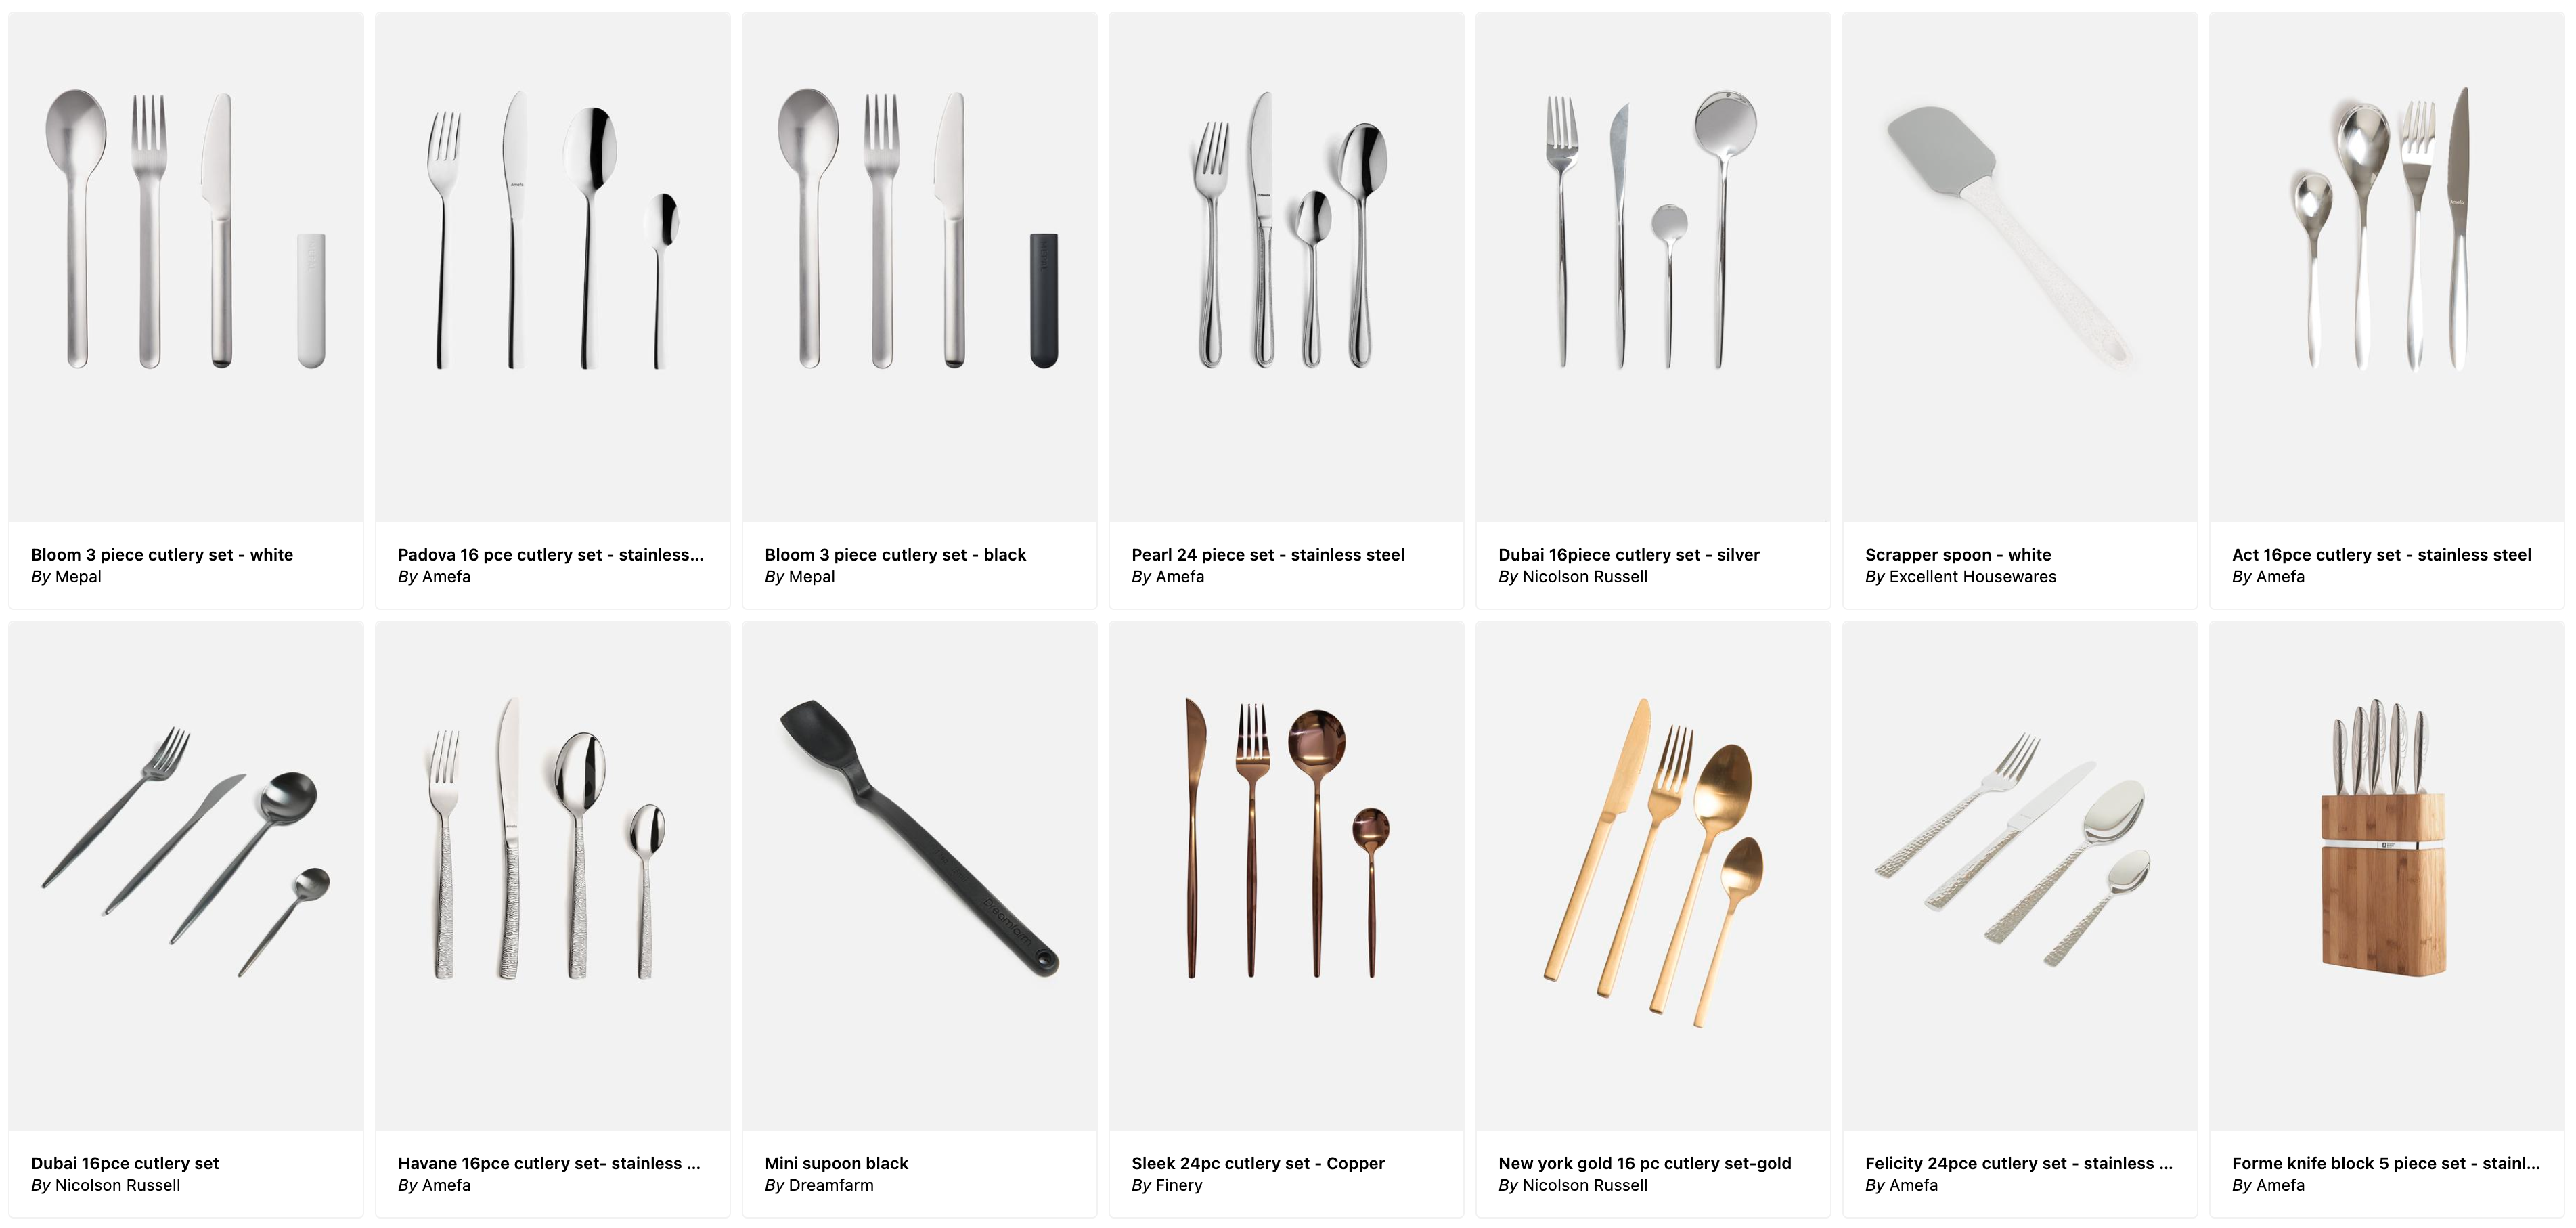 Bloom 3 piece cutlery set - white
By Mepal
Padova 16 pce cutlery set - stainless...
By Amefa
Bloom 3 piece cutlery set - black
By Mepal
Pearl 24 piece set - stainless steel
By Amefa
Dubai 16piece cutlery set - silver
By Nicolson Russell
Scrapper spoon - white
By Excellent Housewares
Act 16pce cutlery set - stainless steel
By Amefa
Dubai 16pce cutlery set
By Nicolson Russell
Havane 16pce cutlery set- stainless ...
By Amefa
Dreamfarm
Mini supoon black
By Dreamfarm
Sleek 24pc cutlery set - Copper
By Finery
New york gold 16 pc cutlery set-gold
By Nicolson Russell
Felicity 24pce cutlery set - stainless ...
By Amefa
Forme knife block 5 piece set - stainl...
By Amefa